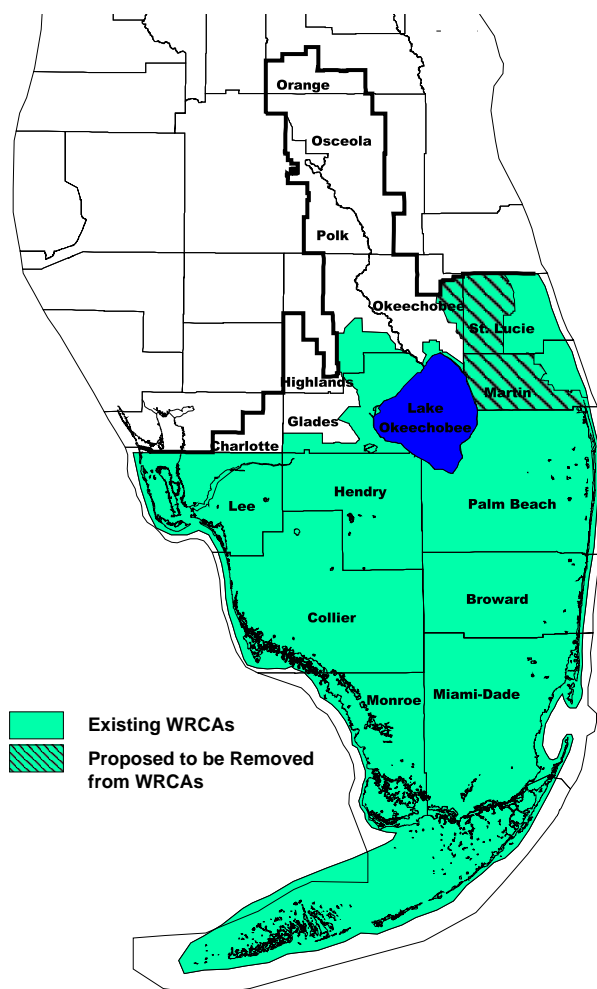 Orange
Osceola
Polk
Okeechobee
St. Lucie
Highlands
Martin
Lake
Okeechobee
Glades
Charlotte
Lee
Hendry
Palm Beach
Broward
Collier
Monroe
Miami-Dade
Existing WRCAs
Proposed to be Removed
from WRCAs